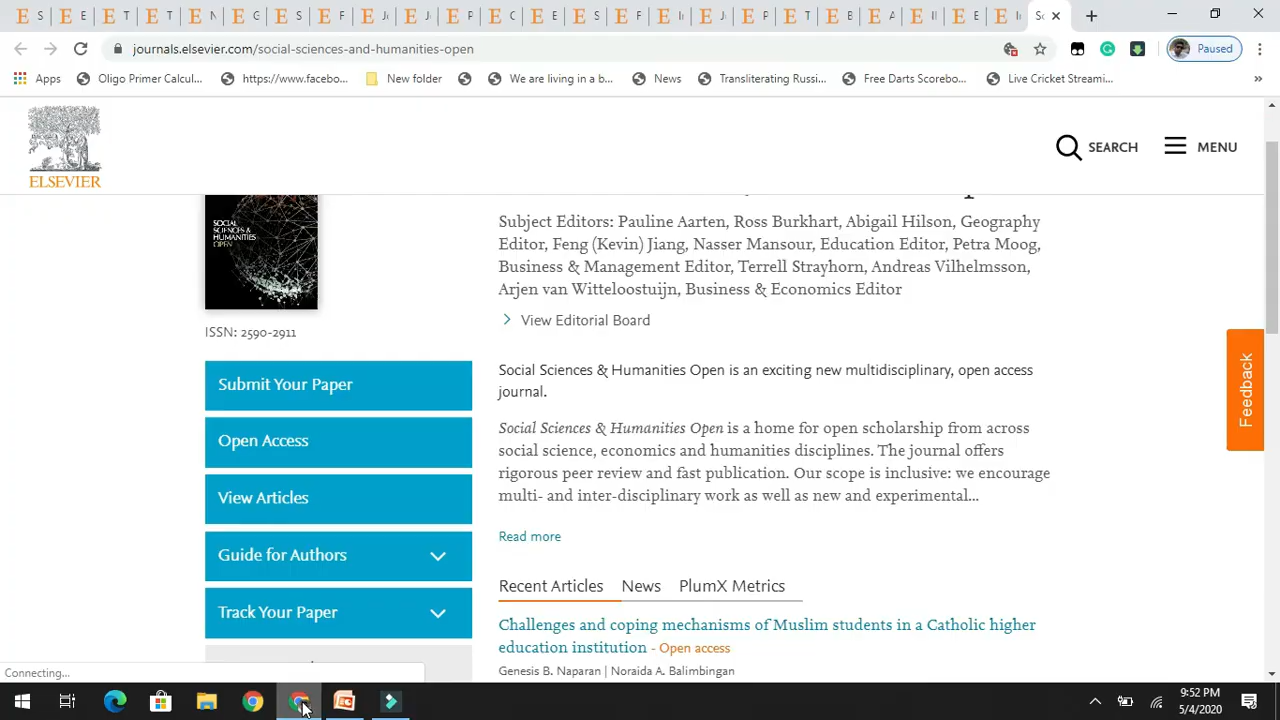 E E T T N E G S E E J J P C E S F I J P T B A I E E I Sc
journals.elsevier.com/social-sciences-and-humanities-open
Paused
Apps
Oligo Primer Calcul...
https://www.facebo...
New folder
We are living in a b...
News
Transliterating Russi...
Free Darts Scorebo...
Live Cricket Streami...
»
ELSEVIER
SEARCH
MENU
SOCIAL
SCIENCES &
HUMANITIES
OPEN
ISSN: 2590-2911
Submit Your Paper
Open Access
View Articles
Guide for Authors
Track Your Paper
Subject Editors: Pauline Aarten, Ross Burkhart, Abigail Hilson, Geography
Editor, Feng (Kevin) Jiang, Nasser Mansour, Education Editor, Petra Moog,
Business & Management Editor, Terrell Strayhorn, Andreas Vilhelmsson,
Arjen van Witteloostuijn, Business & Economics Editor
View Editorial Board
Social Sciences & Humanities Open is an exciting new multidisciplinary, open access
journal.
Social Sciences & Humanities Open is a home for open scholarship from across
social science, economics and humanities disciplines. The journal offers
rigorous peer review and fast publication. Our scope is inclusive: we encourage
multi- and inter-disciplinary work as well as new and experimental...
Read more
Recent Articles News PlumX Metrics
Challenges and coping mechanisms of Muslim students in a Catholic higher
education institution - Open access
Genesis B. Naparan | Noraida A. Balimbingan
Feedback
Connecting...
9:52 PM
5/4/2020